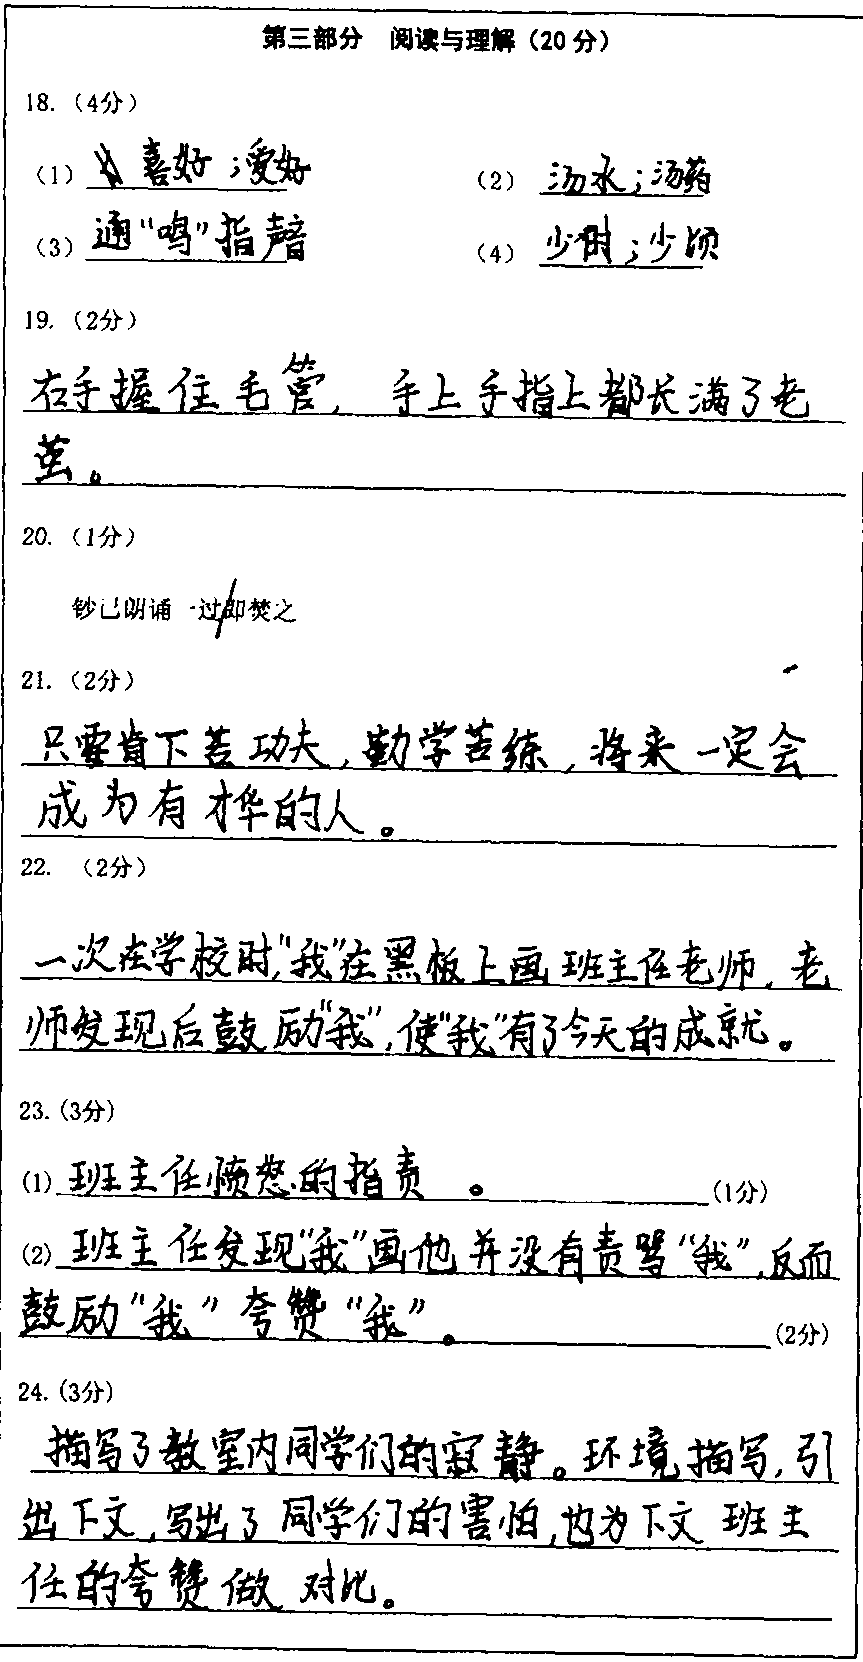 第三部分 阅读与理解（20分）
18.（4分）
（1） 喜好；爱好
（2） 汤水；汤药
（3） 通“鸣”指声音
（4） 少时；少顷
19.（2分）
右手握住毛管，手上手指上都长满了老
茧。
20.（1分）
钞已朗诵一过/即焚之
21.（2分）
只要肯下苦功夫，勤学苦练，将来一定会
成为有才华的人。
22. （2分）
一次在学校时，“我”在黑板上画班主任老师，老
师发现后鼓励“我”，使“我”有了今天的成就。
23.(3分)
(1) 班主任愤怒的指责 。 (1分)
(2) 班主任发现“我”画他并没有责骂“我”，反而
鼓励“我”夸赞“我”。 (2分)
24.(3分)
描写了教室内同学们的寂静。环境描写，引
出下文，写出了同学们的害怕，也为下文班主
任的夸赞做对比。